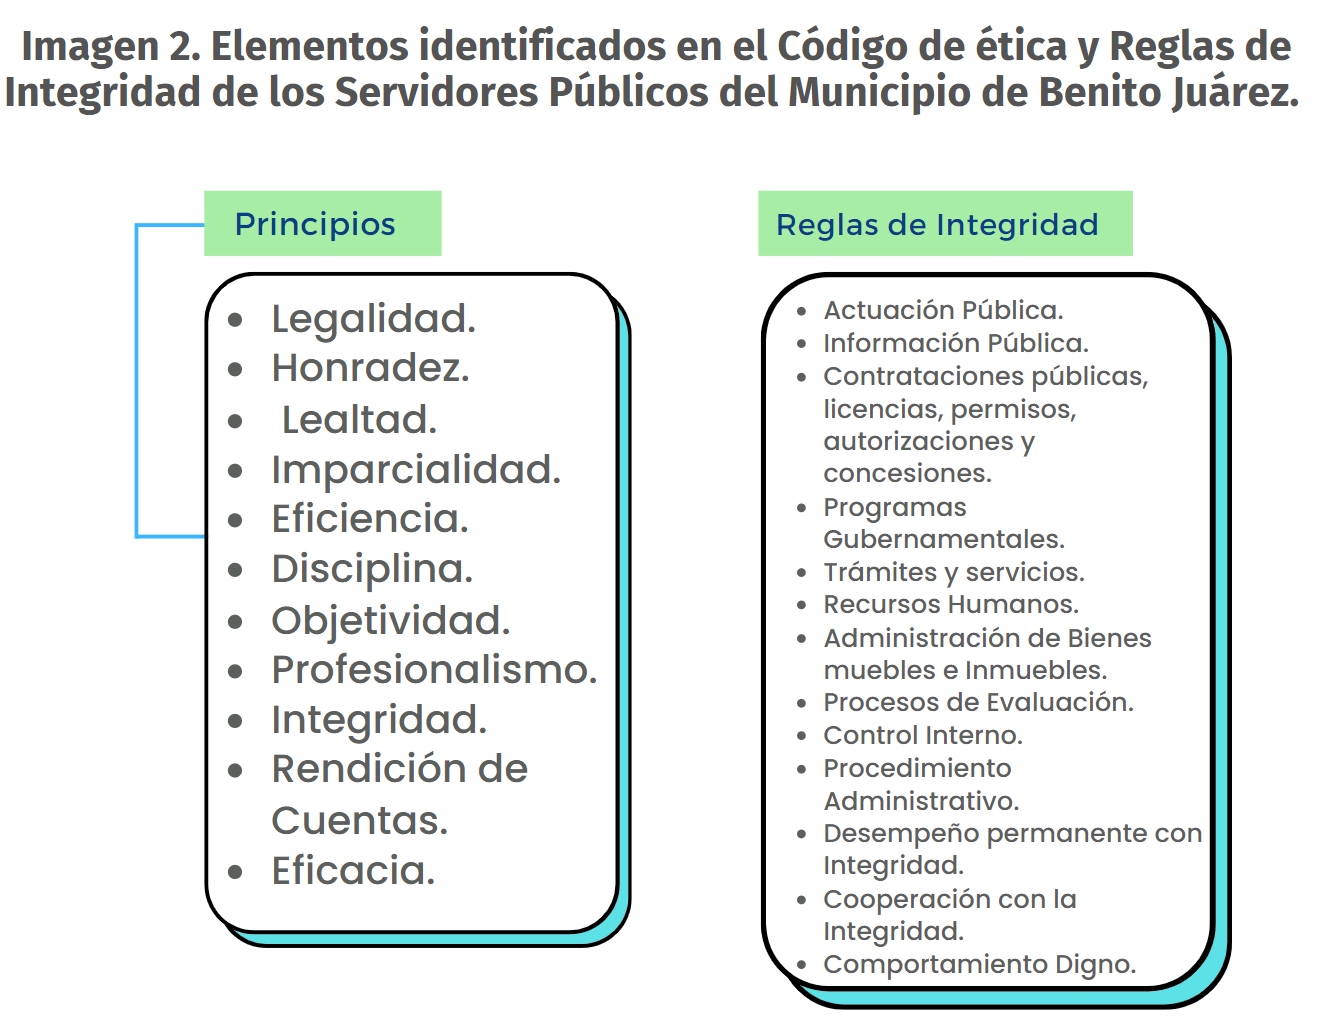 Imagen 2. Elementos identificados en el Código de ética y Reglas de
Integridad de los Servidores Públicos del Municipio de Benito Juárez.
Principios
• Legalidad.
• Honradez.
• Lealtad.
• Imparcialidad.
• Eficiencia.
• Disciplina.
• Objetividad.
• Profesionalismo.
• Integridad.
• Rendición de
Cuentas.
• Eficacia.
Reglas de Integridad
• Actuación Pública.
• Información Pública.
• Contrataciones públicas,
licencias, permisos,
autorizaciones y
concesiones.
• Programas
Gubernamentales.
• Trámites y servicios.
• Recursos Humanos.
• Administración de Bienes
muebles e Inmuebles.
• Procesos de Evaluación.
• Control Interno.
• Procedimiento
Administrativo.
• Desempeño permanente con
Integridad.
• Cooperación con la
Integridad.
• Comportamiento Digno.